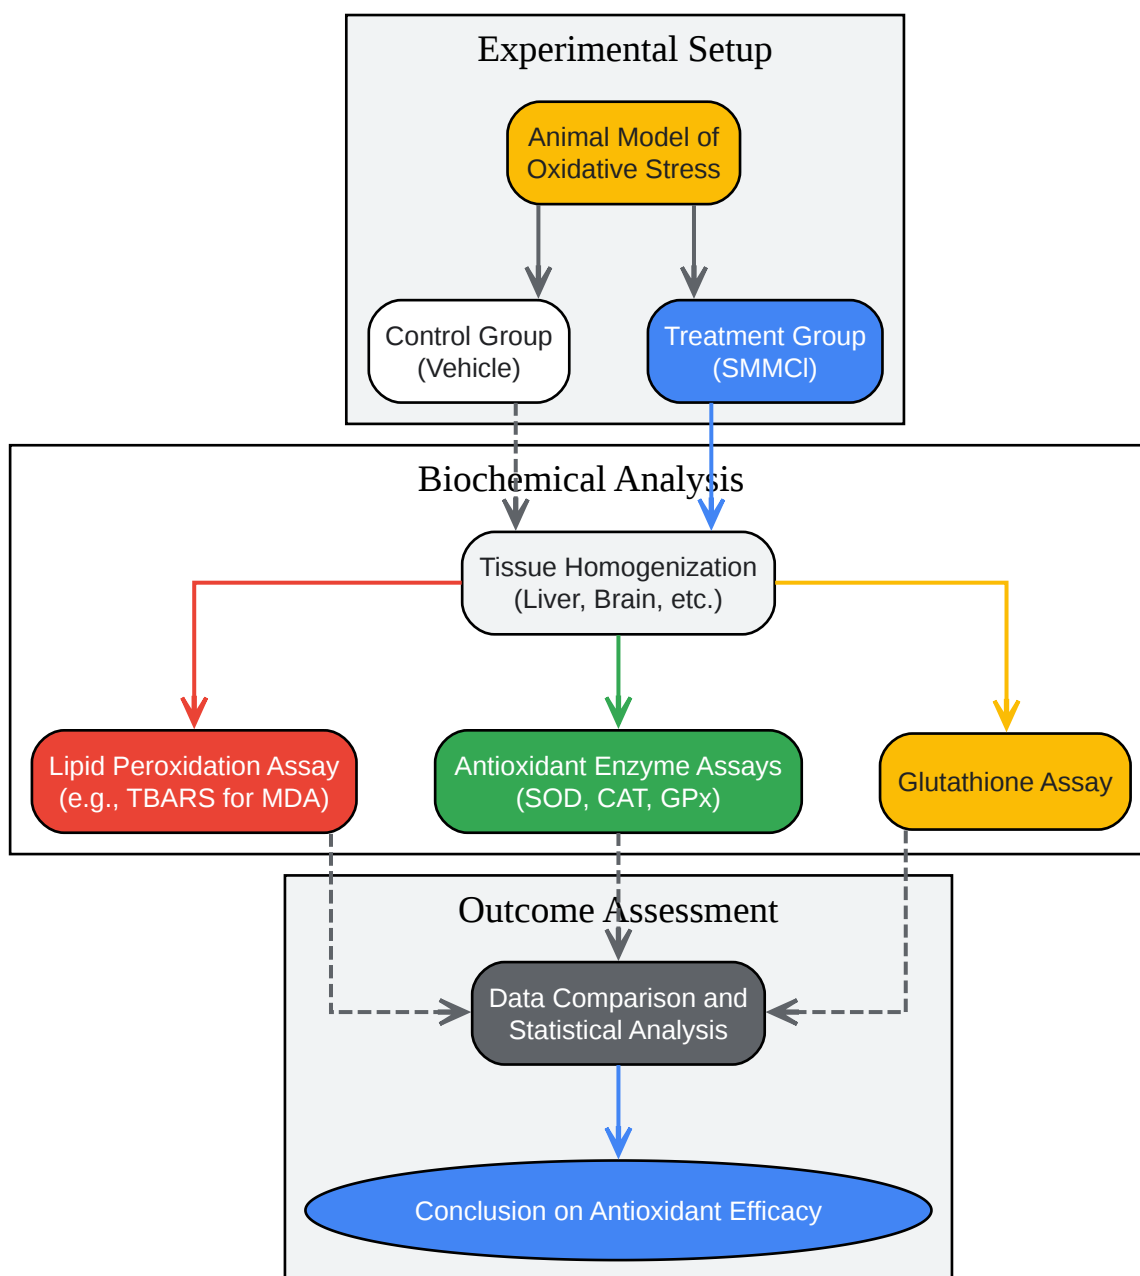 Experimental Setup
Animal Model of
Oxidative Stress
Control Group
(Vehicle)
Treatment Group
(SMMCl)
Biochemical Analysis
Tissue Homogenization
(Liver, Brain, etc.)
Lipid Peroxidation Assay
(e.g., TBARS for MDA)
Antioxidant Enzyme Assays
(SOD, CAT, GPx)
Glutathione Assay
Outcome Assessment
Data Comparison and
Statistical Analysis
Conclusion on Antioxidant Efficacy